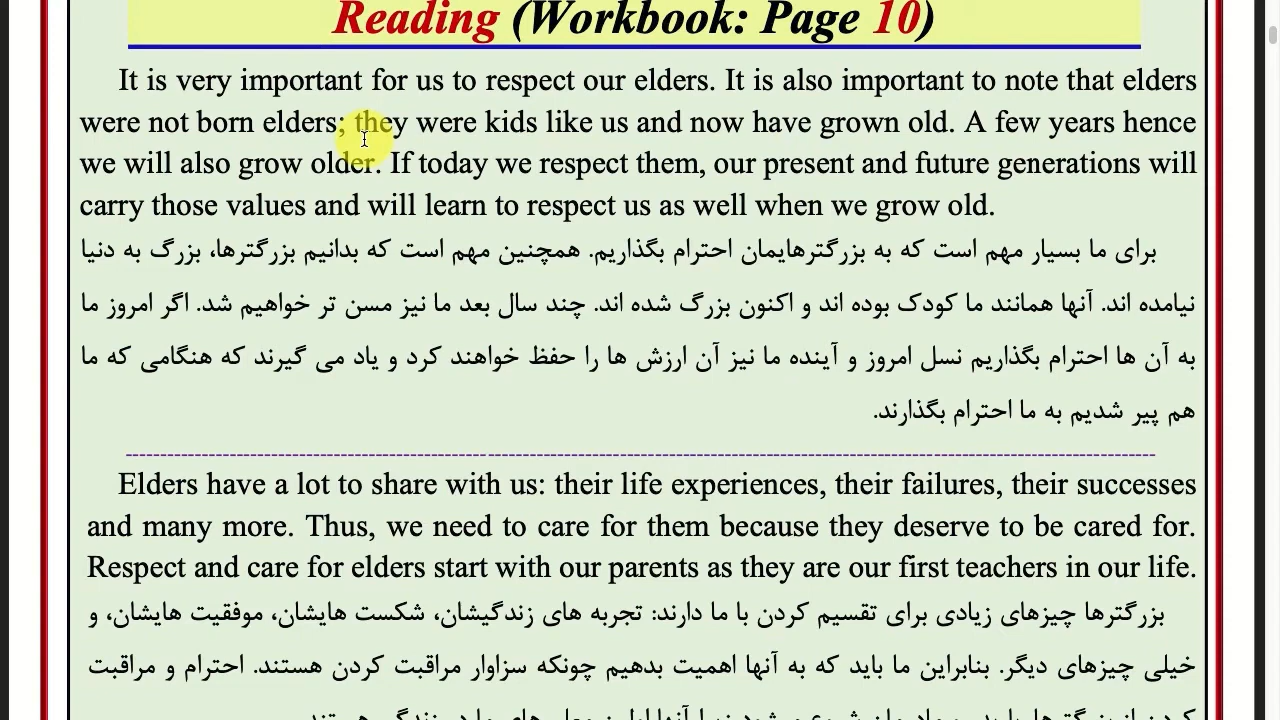 Reading (Workbook: Page 10)
It is very important for us to respect our elders. It is also important to note that elders
were not born elders; they were kids like us and now have grown old. A few years hence
we will also grow older. If today we respect them, our present and future generations will
carry those values and will learn to respect us as well when we grow old.
برای ما بسیار مهم است که به بزرگترهایمان احترام بگذاریم. همچنین مهم است که بدانیم بزرگترها، بزرگ به دنیا
نیامده اند. آنها همانند ما کودک بوده اند و اکنون بزرگ شده اند. چند سال بعد ما نیز مسن تر خواهیم شد. اگر امروز ما
به آن ها احترام بگذاریم نسل امروز و آینده ما نیز آن ارزش ها را حفظ خواهند کرد و یاد می گیرند که هنگامی که ما
هم پیر شدیم به ما احترام بگذارند.
Elders have a lot to share with us: their life experiences, their failures, their successes
and many more. Thus, we need to care for them because they deserve to be cared for.
Respect and care for elders start with our parents as they are our first teachers in our life.
بزرگترها چیزهای زیادی برای تقسیم کردن با ما دارند: تجربه های زندگیشان، شکست هایشان، موفقیت هایشان، و
خیلی چیزهای دیگر. بنابراین ما باید که به آنها اهمیت بدهیم چونکه سزاوار مراقبت کردن هستند. احترام و مراقبت